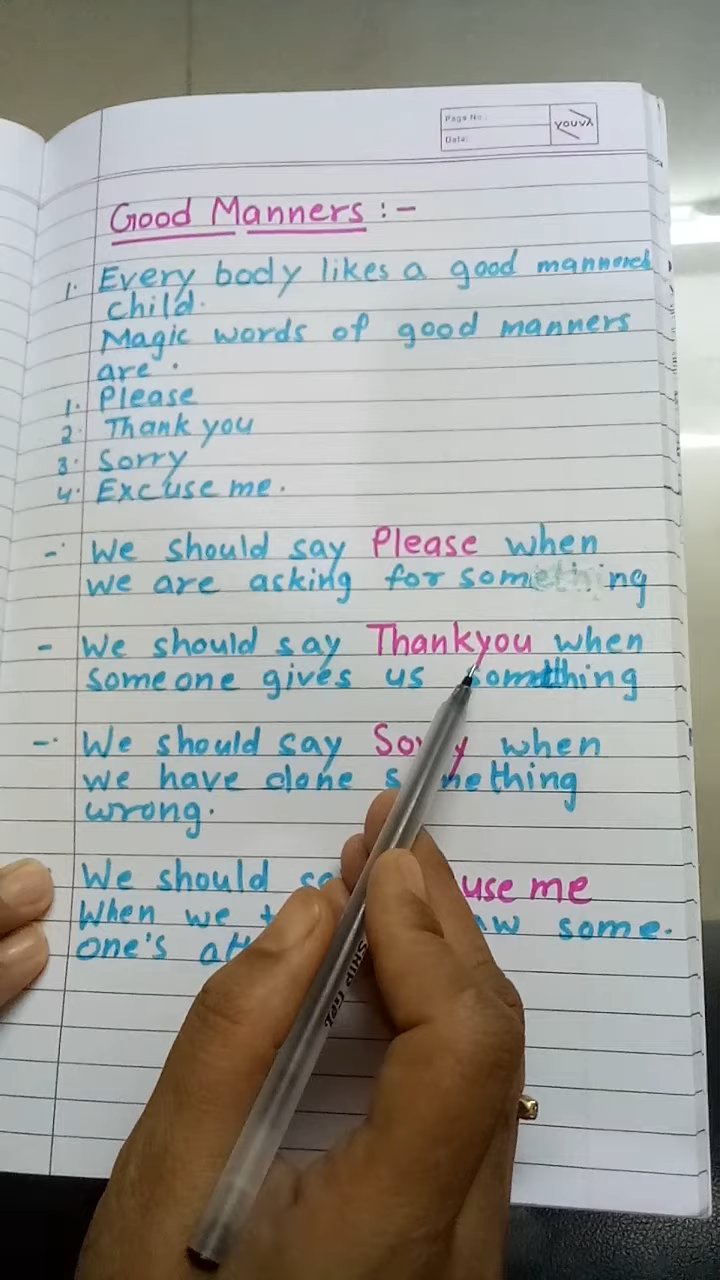 Page No.:
Date:
YOUVA
Good Manners :-
1. Every body likes a good mannered
child.
Magic words of good manners
are.
1. Please
2. Thank you
3. Sorry
4. Excuse me.
- We should say Please when
we are asking for something
- We should say Thankyou when
someone gives us something
- We should say when
we have done
wrong.
We should me
When we some.
one's